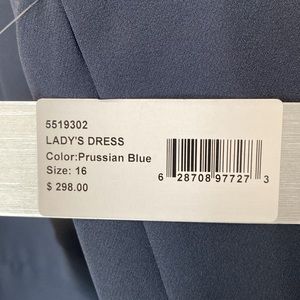 5519302
LADY'S DRESS
Color:Prussian Blue
Size: 16
$ 298.00
6 28708 97727 3